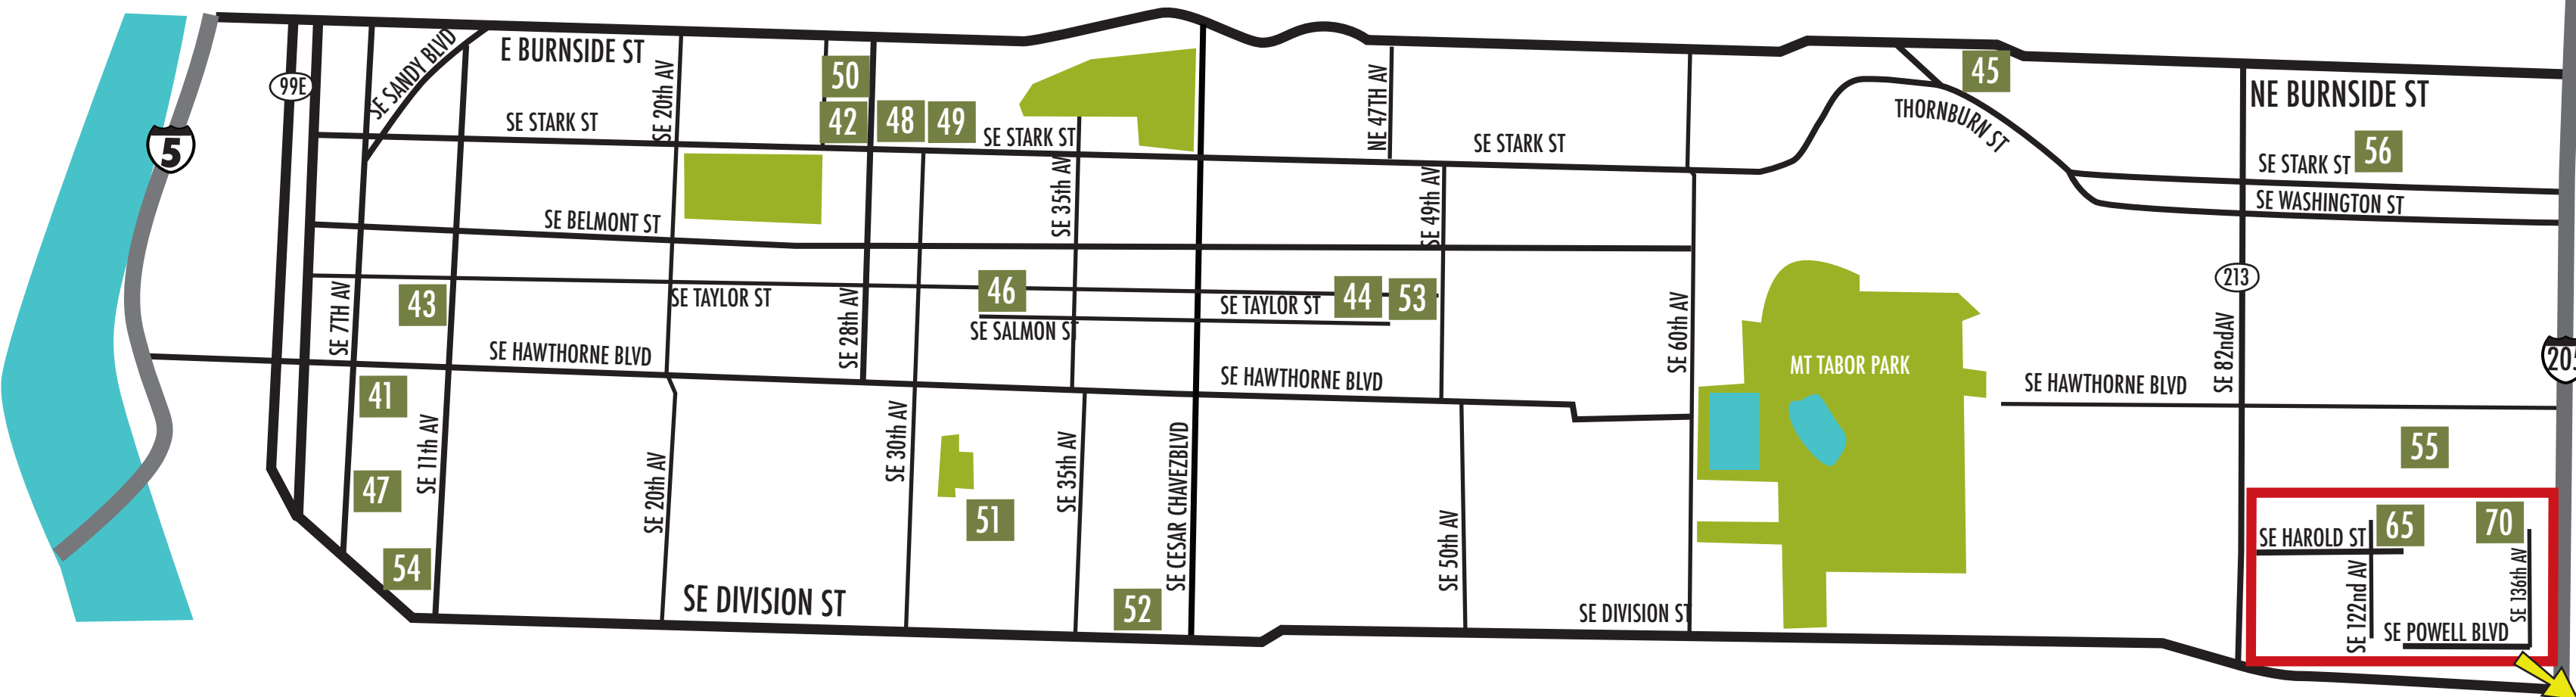 E BURNSIDE ST
SE SANDY BLVD
99E
5
SE 20th AV
50
42
48
49
SE STARK ST
SE STARK ST
NE 47TH AV
SE STARK ST
45
THORNBURN ST
NE BURNSIDE ST
56
SE STARK ST
SE WASHINGTON ST
SE BELMONT ST
SE 35th AV
SE 49th AV
213
SE 7TH AV
43
SE TAYLOR ST
SE 28th AV
46
SE SALMON ST
SE TAYLOR ST
44
53
SE 60th AV
MT TABOR PARK
SE 82ndAV
205
SE HAWTHORNE BLVD
SE HAWTHORNE BLVD
SE HAWTHORNE BLVD
41
SE 11th AV
47
54
SE 20th AV
SE 30th AV
51
SE 35th AV
SE CESAR CHAVEZBLVD
52
SE 50th AV
55
SE DIVISION ST
SE DIVISION ST
SE HAROLD ST
65
70
SE 122nd AV
SE 136th AV
SE POWELL BLVD